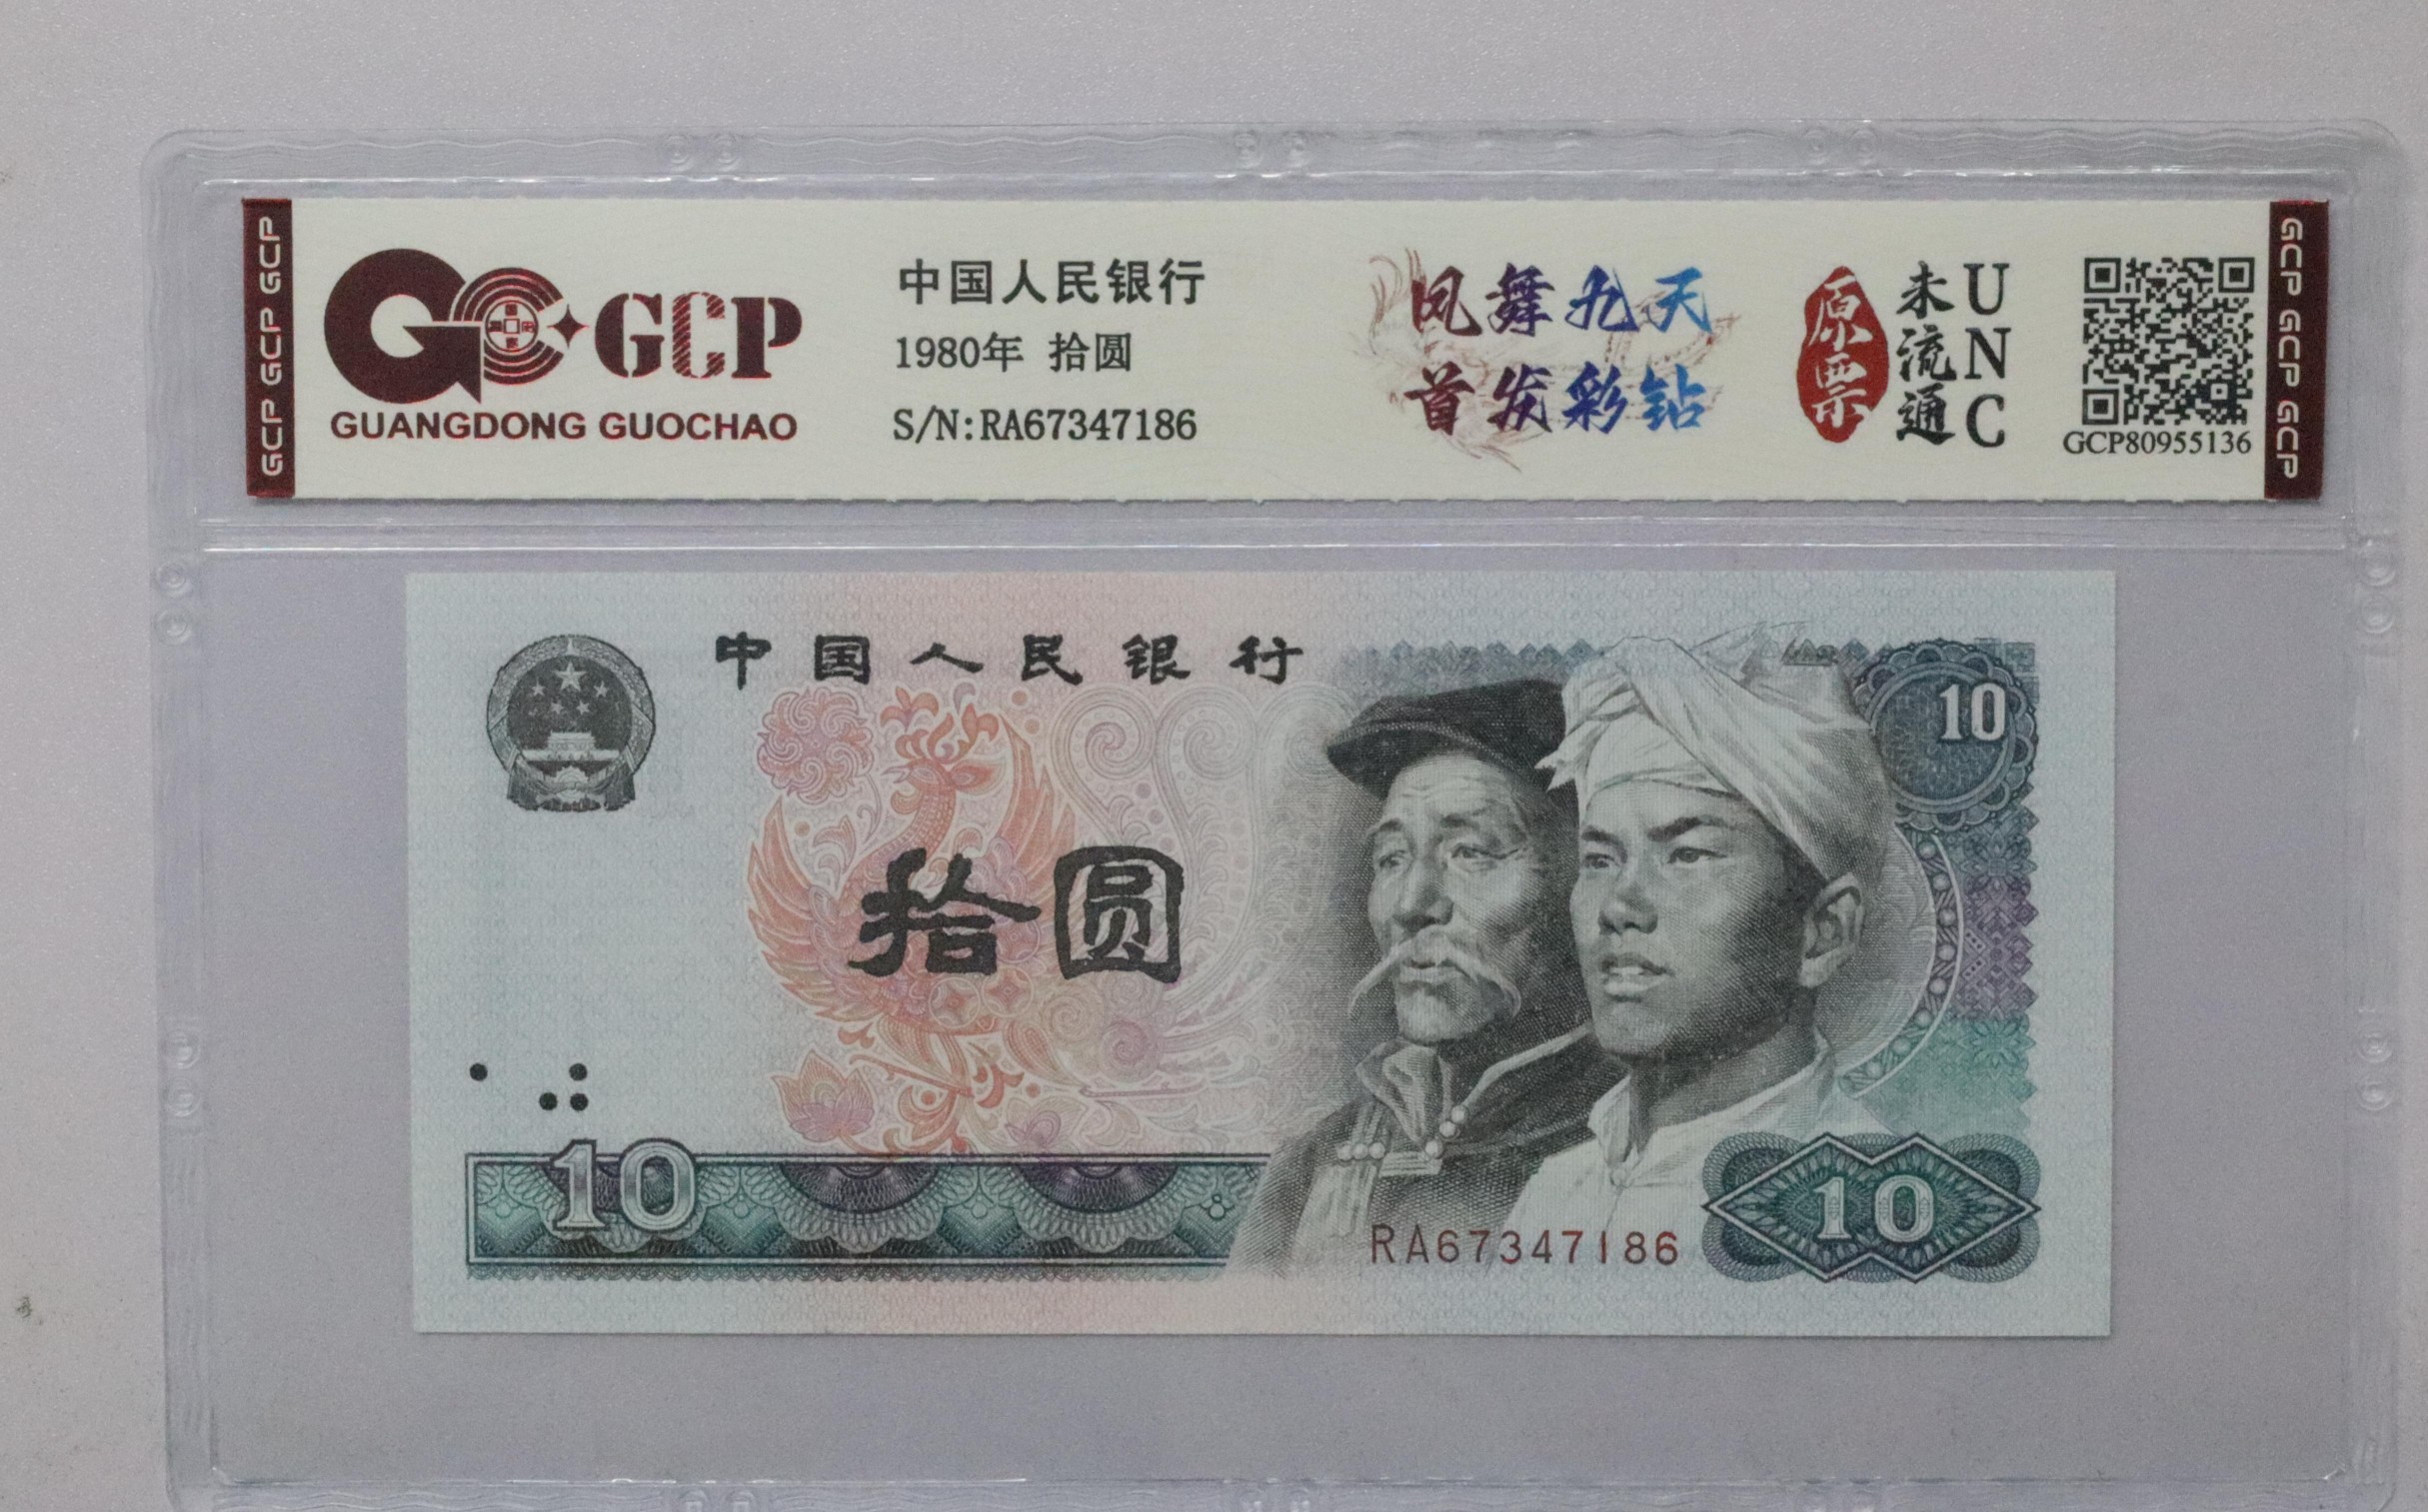 GCP GCP GCP
GCP
GUANGDONG GUOCHAO
中国人民银行
1980年 拾圆
S/N:RA67347186
凤舞九天
首发彩钻
原票
未流通
UNC
GCP80955136
GCP GCP GCP
中国人民银行
10
拾圆
10
RA67347186
10